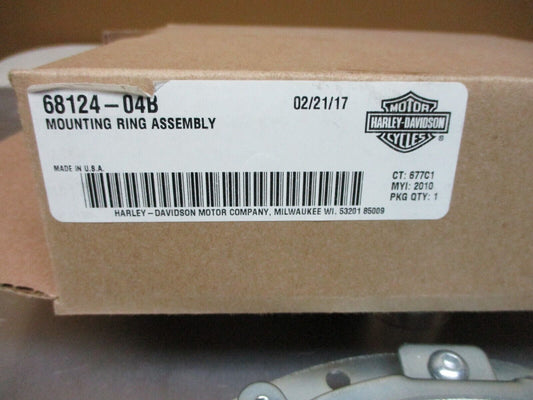 68124-04B
02/21/17
MOUNTING RING ASSEMBLY
MOTOR
HARLEY-DAVIDSON
CYCLES
®
MADE IN U.S.A.
CT: 677C1
MYI: 2010
PKG QTY: 1
HARLEY-DAVIDSON MOTOR COMPANY, MILWAUKEE WI. 53201 85009